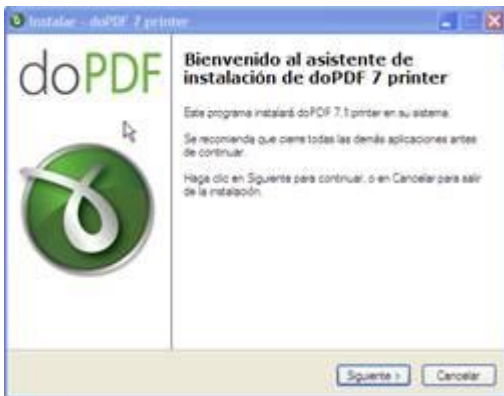 Instalar - doPDF 7 printer
doPDF
Bienvenido al asistente de
instalación de doPDF 7 printer
Este programa instalará doPDF 7.1 printer en su sistema.
Se recomienda que cierre todas las demás aplicaciones antes
de continuar.
Haga clic en Siguiente para continuar, o en Cancelar para salir
de la instalación.
Siguiente >
Cancelar